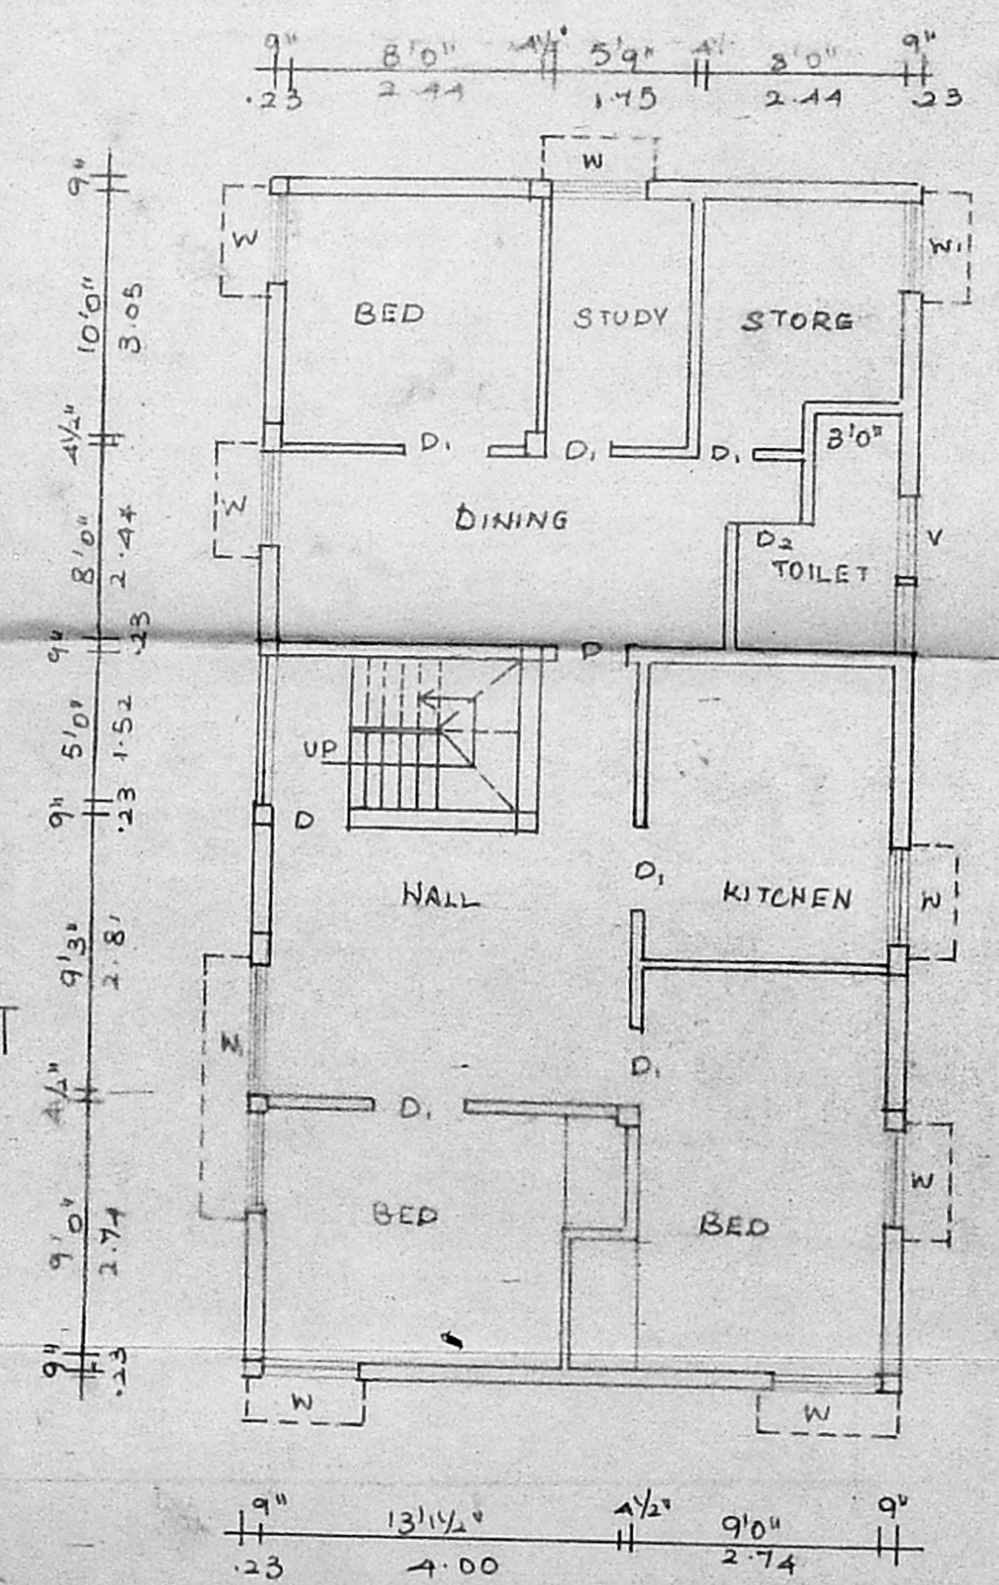 9" 8'0" 4½" 5'9" 4½ 8'0" 9"
.23 2.44 1.75 2.44 .23
W
9"
W
W₁
10'0"
3.05
BED
STUDY
STORG
3'0"
4½"
D₁ D₁ D₁
W
DINING
D₂
TOILET
V
8'0"
2.44
9"
.23
D
5'0"
1.52
UP
9"
.23
D
D₁
HALL
KITCHEN
W
9'3"
2.81
W₁
D₁
4½"
D₁
W
BED
BED
9'0"
2.74
9"
.23
W
W
9" 13'1½" 4½" 9'0" 9"
.23 4.00 2.74